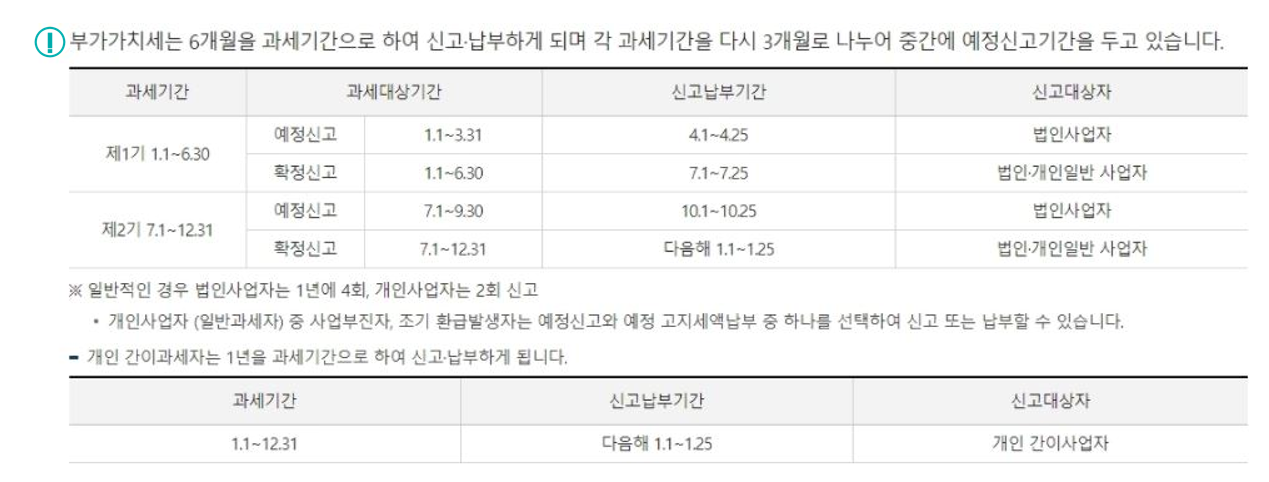 부가가치세는 6개월을 과세기간으로 하여 신고·납부하게 되며 각 과세기간을 다시 3개월로 나누어 중간에 예정신고기간을 두고 있습니다.
과세기간 과세대상기간 신고납부기간 신고대상자
제1기 1.1~6.30 예정신고 1.1~3.31 4.1~4.25 법인사업자
확정신고 1.1~6.30 7.1~7.25 법인·개인일반 사업자
제2기 7.1~12.31 예정신고 7.1~9.30 10.1~10.25 법인사업자
확정신고 7.1~12.31 다음해 1.1~1.25 법인·개인일반 사업자
※ 일반적인 경우 법인사업자는 1년에 4회, 개인사업자는 2회 신고
• 개인사업자 (일반과세자) 중 사업부진자, 조기 환급발생자는 예정신고와 예정 고지세액납부 중 하나를 선택하여 신고 또는 납부할 수 있습니다.
- 개인 간이과세자는 1년을 과세기간으로 하여 신고·납부하게 됩니다.
과세기간 신고납부기간 신고대상자
1.1~12.31 다음해 1.1~1.25 개인 간이사업자